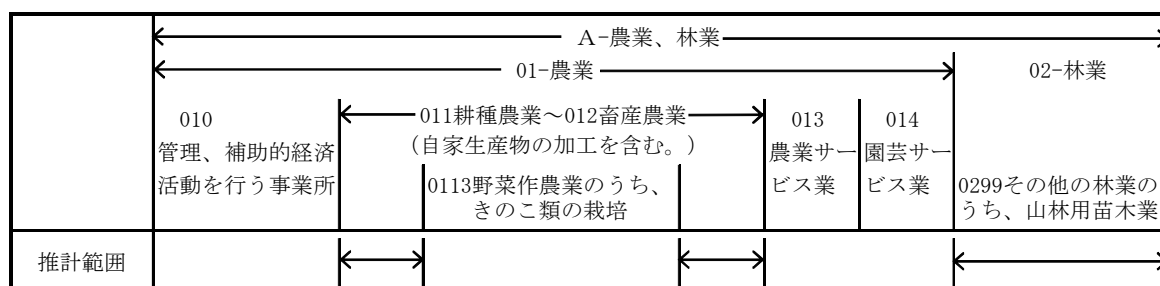 A-農業、林業
01-農業
02-林業
010
管理、補助的経済
活動を行う事業所
011耕種農業～012畜産農業
(自家生産物の加工を含む。)
0113野菜作農業のうち、
きのこ類の栽培
013
農業サー
ビス業
014
園芸サー
ビス業
0299その他の林業の
うち、山林用苗木業
推計範囲